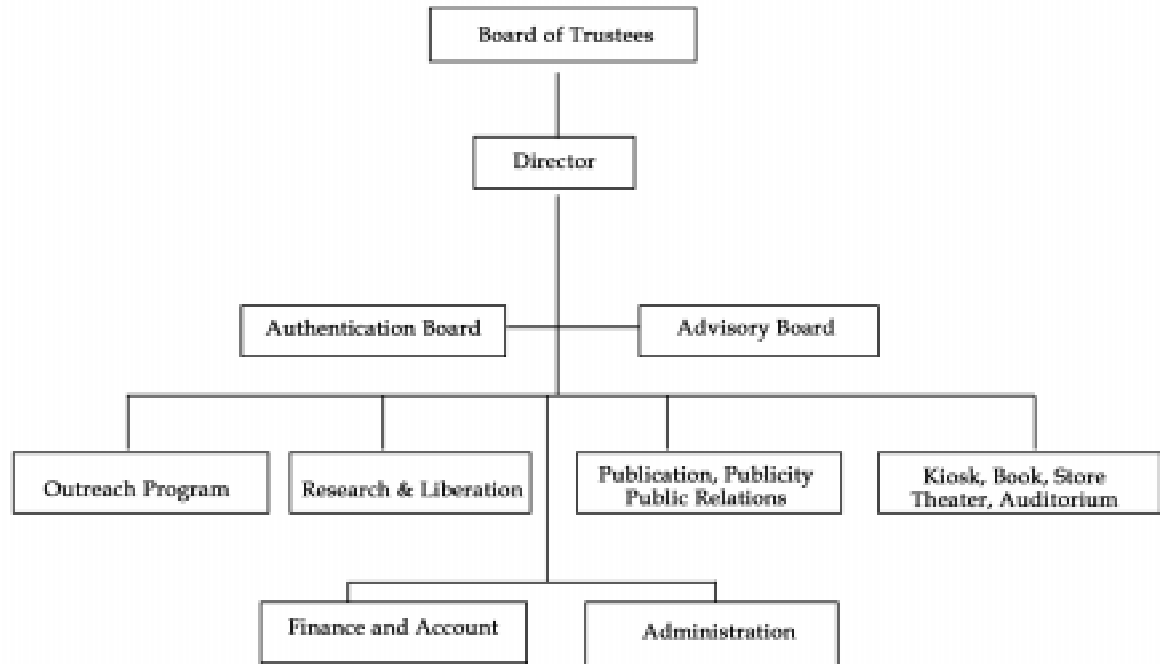 Board of Trustees
Director
Authentication Board
Advisory Board
Outreach Program
Research & Liberation
Publication, Publicity
Public Relations
Kiosk, Book, Store
Theater, Auditorium
Finance and Account
Administration